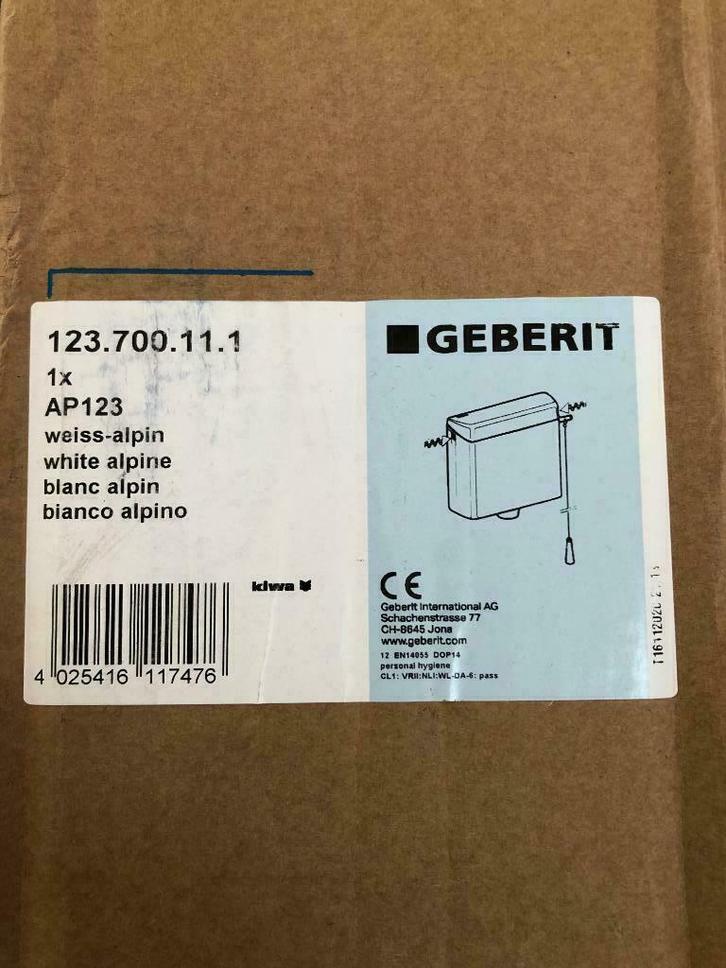 123.700.11.1
1x
AP123
weiss-alpin
white alpine
blanc alpin
bianco alpino
kiwa
4 025416 117476
GEBERIT
CE
Geberit International AG
Schachenstrasse 77
CH-8645 Jona
www.geberit.com
12 EN14055 DOP14
personal hygiene
CL1: VRII:NLI:WL-DA-6: pass